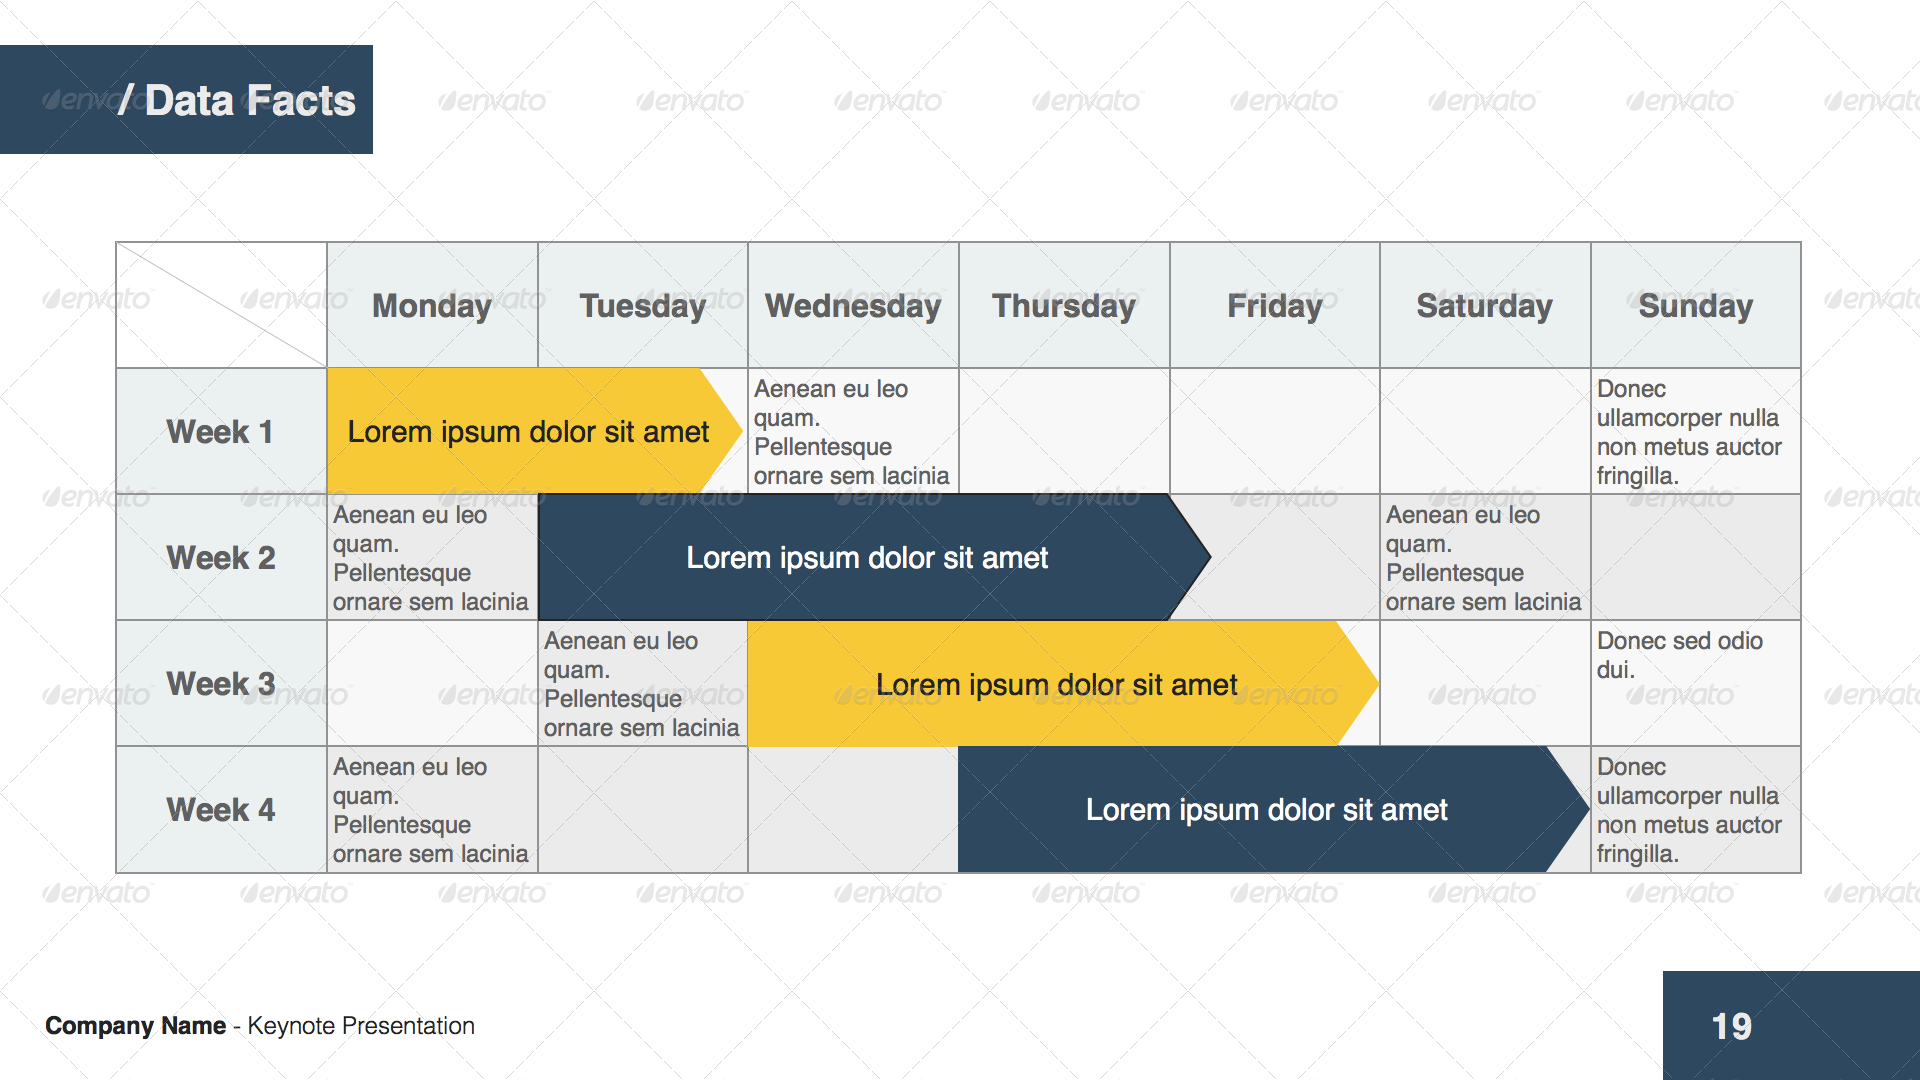 / Data Facts
Monday Tuesday Wednesday Thursday Friday Saturday Sunday
Week 1
Lorem ipsum dolor sit amet
Aenean eu leo
quam.
Pellentesque
ornare sem lacinia
Donec
ullamcorper nulla
non metus auctor
fringilla.
Week 2
Aenean eu leo
quam.
Pellentesque
ornare sem lacinia
Lorem ipsum dolor sit amet
Aenean eu leo
quam.
Pellentesque
ornare sem lacinia
Week 3
Aenean eu leo
quam.
Pellentesque
ornare sem lacinia
Lorem ipsum dolor sit amet
Donec sed odio
dui.
Week 4
Aenean eu leo
quam.
Pellentesque
ornare sem lacinia
Lorem ipsum dolor sit amet
Donec
ullamcorper nulla
non metus auctor
fringilla.
Company Name - Keynote Presentation
19
envato